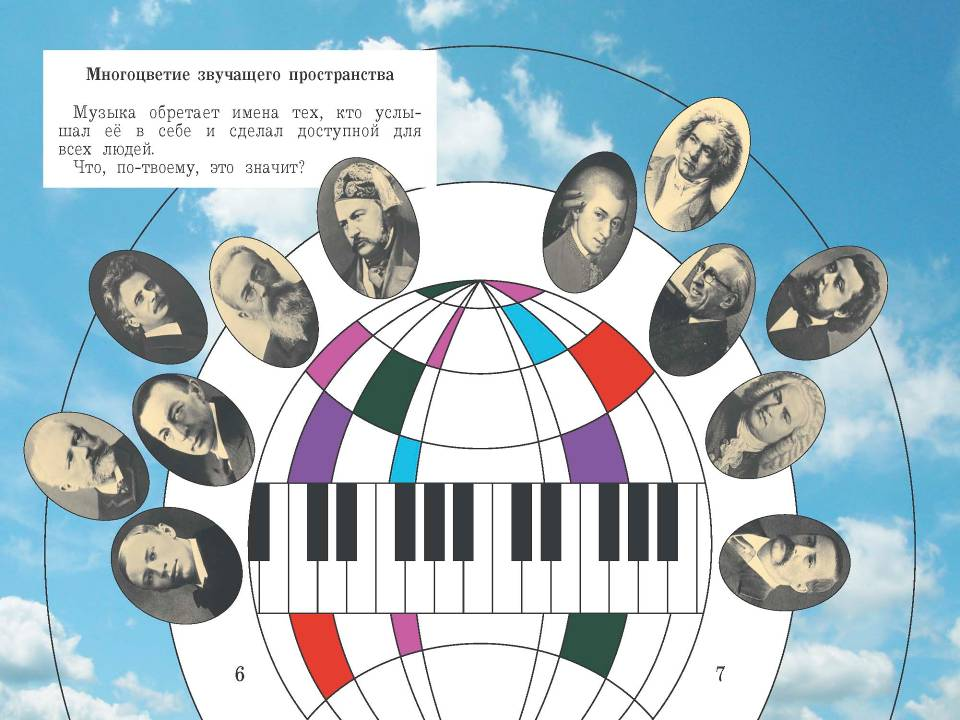 Многоцветие звучащего пространства
Музыка обретает имена тех, кто услы-
шал её в себе и сделал доступной для
всех людей.
Что, по-твоему, это значит?
6
7